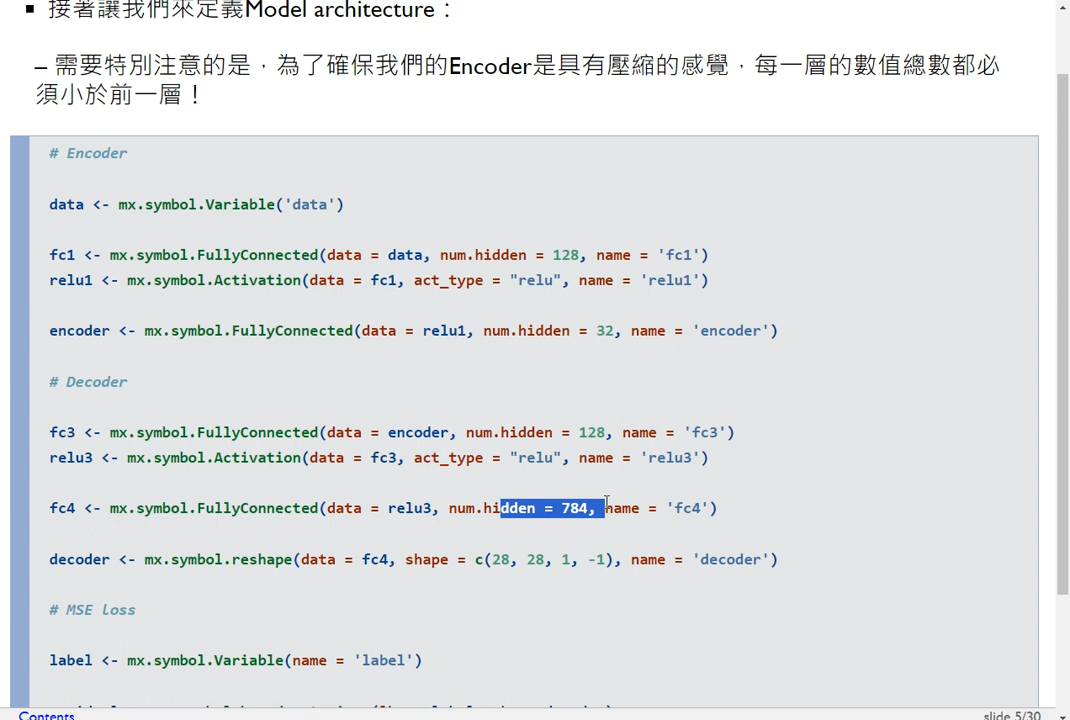 ▪ 接著讓我們來定義Model architecture：
– 需要特別注意的是，為了確保我們的Encoder是具有壓縮的感覺，每一層的數值總數都必
須小於前一層！
# Encoder
data <- mx.symbol.Variable('data')
fc1 <- mx.symbol.FullyConnected(data = data, num.hidden = 128, name = 'fc1')
relu1 <- mx.symbol.Activation(data = fc1, act_type = "relu", name = 'relu1')
encoder <- mx.symbol.FullyConnected(data = relu1, num.hidden = 32, name = 'encoder')
# Decoder
fc3 <- mx.symbol.FullyConnected(data = encoder, num.hidden = 128, name = 'fc3')
relu3 <- mx.symbol.Activation(data = fc3, act_type = "relu", name = 'relu3')
fc4 <- mx.symbol.FullyConnected(data = relu3, num.hidden = 784, name = 'fc4')
decoder <- mx.symbol.reshape(data = fc4, shape = c(28, 28, 1, -1), name = 'decoder')
# MSE loss
label <- mx.symbol.Variable(name = 'label')
Contents
slide 5/30